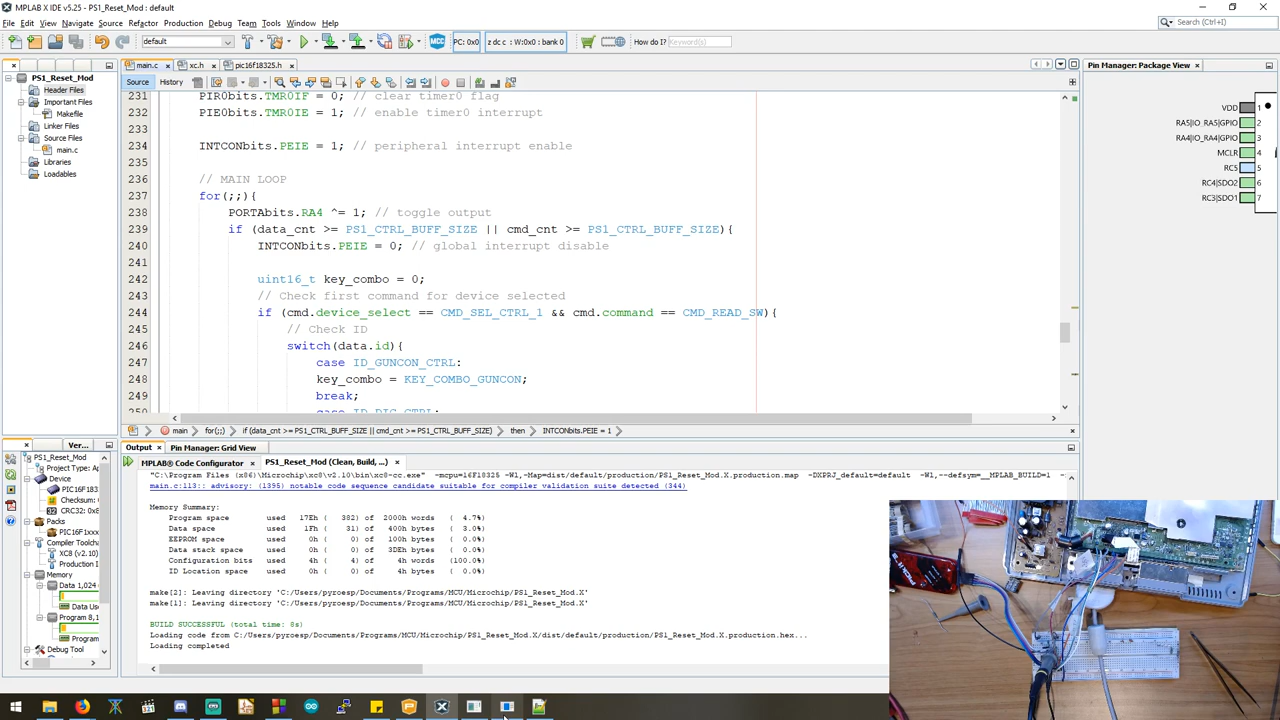 MPLAB X IDE v5.25 - PS1_Reset_Mod : default
File Edit View Navigate Source Refactor Production Debug Team Tools Window Help
Search (Ctrl+I)
default
PC: 0x0 z dc c : W:0x0 : bank 0 How do I? Keyword(s)
main.c xc.h pic16f18325.h
Pin Manager: Package View
PS1_Reset_Mod
Header Files
Important Files
Makefile
Linker Files
Source Files
main.c
Libraries
Loadables
Source History
231 PIR0bits.TMR0IF = 0; // clear timer0 flag
232 PIE0bits.TMR0IE = 1; // enable timer0 interrupt
233
234 INTCONbits.PEIE = 1; // peripheral interrupt enable
235
236 // MAIN LOOP
237 for(;;){
238 PORTAbits.RA4 ^= 1; // toggle output
239 if (data_cnt >= PS1_CTRL_BUFF_SIZE || cmd_cnt >= PS1_CTRL_BUFF_SIZE){
240 INTCONbits.PEIE = 0; // global interrupt disable
241
242 uint16_t key_combo = 0;
243 // Check first command for device selected
244 if (cmd.device_select == CMD_SEL_CTRL_1 && cmd.command == CMD_READ_SW){
245 // Check ID
246 switch(data.id){
247 case ID_GUNCON_CTRL:
248 key_combo = KEY_COMBO_GUNCON;
249 break;
250 case ID_DIG_CTRL:
main for(;;) if (data_cnt >= PS1_CTRL_BUFF_SIZE || cmd_cnt >= PS1_CTRL_BUFF_SIZE) then INTCONbits.PEIE = 1
VDD 1
RA5|IO_RA5|GPIO 2
RA4|IO_RA4|GPIO 3
MCLR 4
RC5 5
RC4|SDO2 6
RC3|SDO1 7
Ver...
PS1_Reset_Mod
Project Type: Ap
Device
PIC16F183
Checksum:
CRC32: 0x8
Packs
PIC16F1xx
Compiler Toolcha
XC8 (v2.10)
Production I
Memory
Data 1,024
Data Us
Program 8,1
Program
Debug Tool
Output Pin Manager: Grid View
MPLAB® Code Configurator PS1_Reset_Mod (Clean, Build, ...)
"C:\Program Files (x86)\Microchip\xc8\v2.10\bin\xc8-cc.exe" -mcpu=16F18325 -Wl,-Map=dist/default/production/PS1_Reset_Mod.X.production.map -DXPRJ_default=default -Wl,--defsym=__MPLAB_BUILD=1
main.c:113:: advisory: (1395) notable code sequence candidate suitable for compiler validation suite detected (344)
Memory Summary:
Program space used 17Eh ( 382) of 2000h words ( 4.7%)
Data space used 1Fh ( 31) of 400h bytes ( 3.0%)
EEPROM space used 0h ( 0) of 100h bytes ( 0.0%)
Data stack space used 0h ( 0) of 3DEh bytes ( 0.0%)
Configuration bits used 4h ( 4) of 4h words (100.0%)
ID Location space used 0h ( 0) of 4h bytes ( 0.0%)
make[2]: Leaving directory 'C:/Users/pyroesp/Documents/Programs/MCU/Microchip/PS1_Reset_Mod.X'
make[1]: Leaving directory 'C:/Users/pyroesp/Documents/Programs/MCU/Microchip/PS1_Reset_Mod.X'
BUILD SUCCESSFUL (total time: 8s)
Loading code from C:/Users/pyroesp/Documents/Programs/MCU/Microchip/PS1_Reset_Mod.X/dist/default/production/PS1_Reset_Mod.X.production.hex...
Loading completed